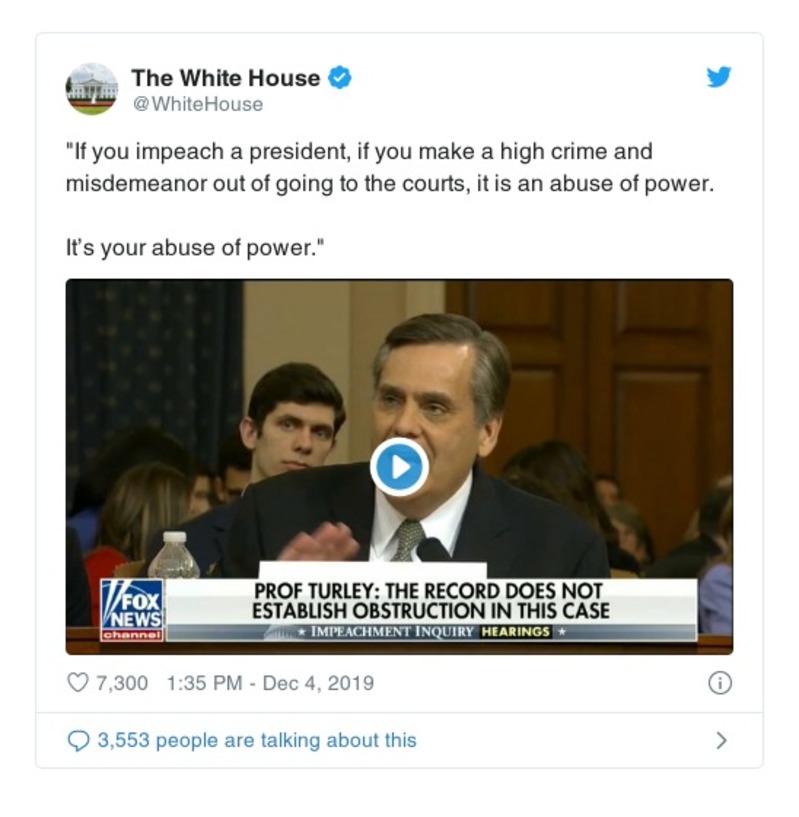 The White House
@WhiteHouse
"If you impeach a president, if you make a high crime and
misdemeanor out of going to the courts, it is an abuse of power.
It's your abuse of power."
PROF TURLEY: THE RECORD DOES NOT
ESTABLISH OBSTRUCTION IN THIS CASE
FOX
NEWS
channel
★ IMPEACHMENT INQUIRY HEARINGS ★
7,300 1:35 PM - Dec 4, 2019
3,553 people are talking about this